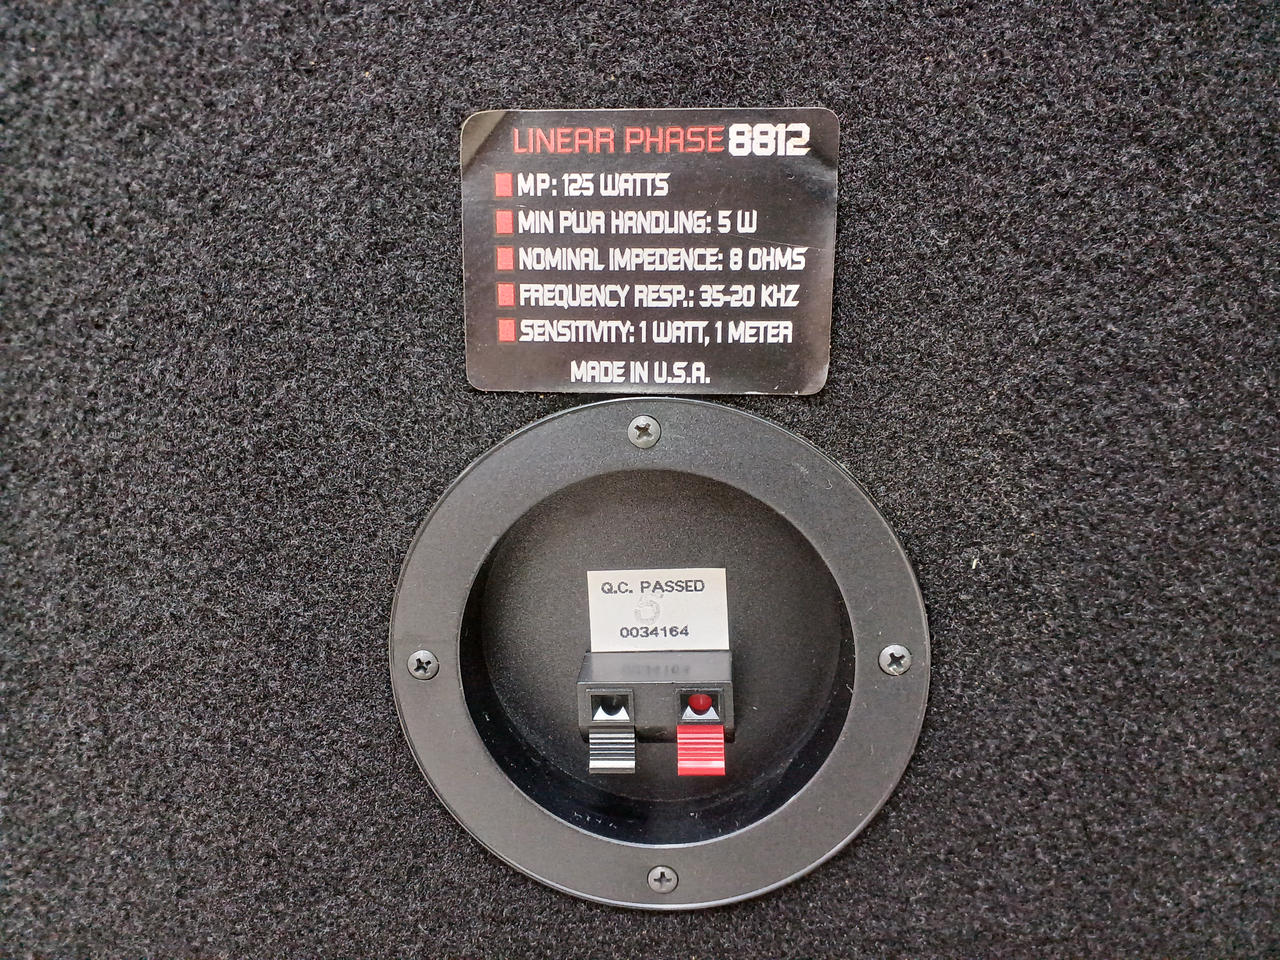 LINEAR PHASE 8812
MP: 125 WATTS
MIN PWR HANDLING: 5 W
NOMINAL IMPEDENCE: 8 OHMS
FREQUENCY RESP.: 35-20 KHZ
SENSITIVITY: 1 WATT, 1 METER
MADE IN U.S.A.
Q.C. PASSED
0034164